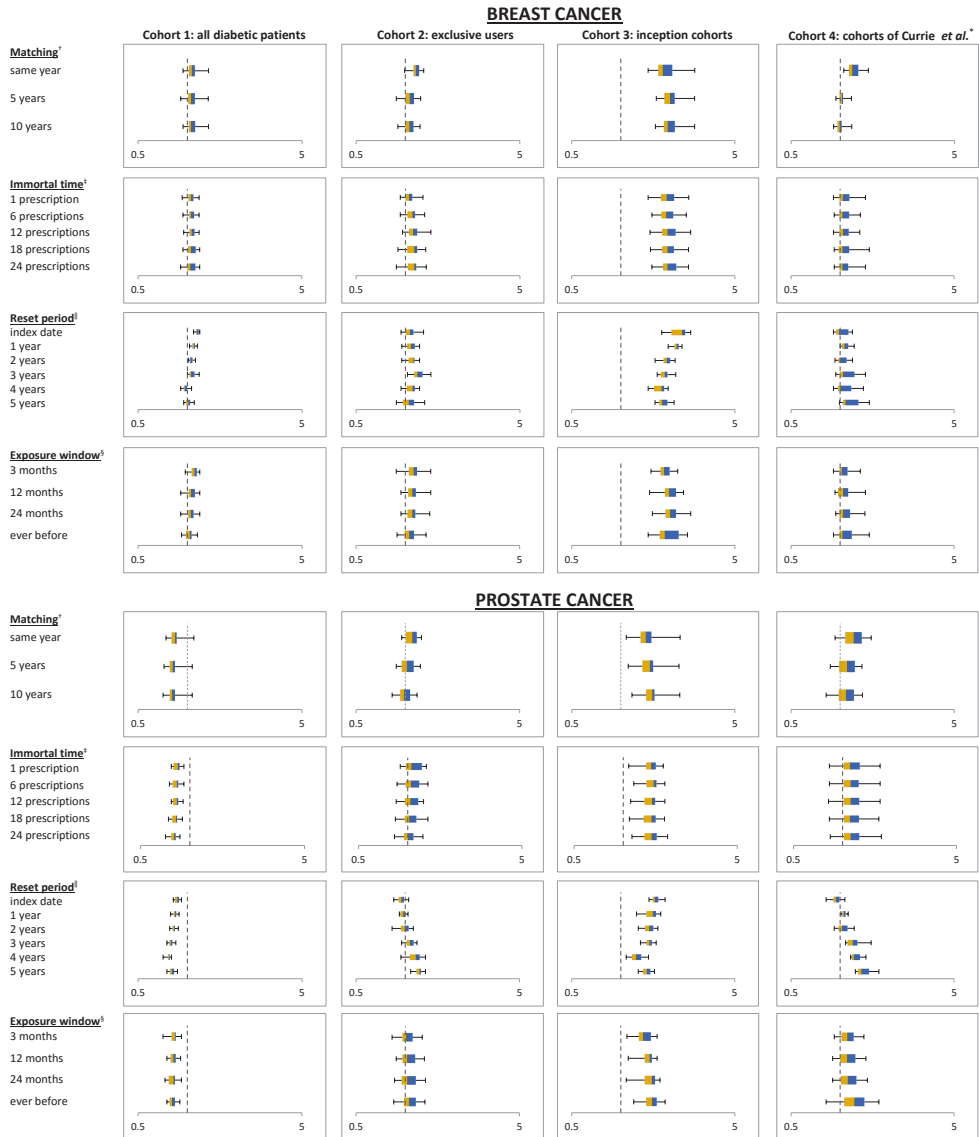 BREAST CANCER
Cohort 1: all diabetic patients
Cohort 2: exclusive users
Cohort 3: inception cohorts
Cohort 4: cohorts of Currie et al.*
Matching†
same year
5 years
10 years
0.5 5 0.5 5 0.5 5 0.5 5
Immortal time‡
1 prescription
6 prescriptions
12 prescriptions
18 prescriptions
24 prescriptions
0.5 5 0.5 5 0.5 5 0.5 5
Reset period‖
index date
1 year
2 years
3 years
4 years
5 years
0.5 5 0.5 5 0.5 5 0.5 5
Exposure window§
3 months
12 months
24 months
ever before
0.5 5 0.5 5 0.5 5 0.5 5
PROSTATE CANCER
Matching†
same year
5 years
10 years
0.5 5 0.5 5 0.5 5 0.5 5
Immortal time‡
1 prescription
6 prescriptions
12 prescriptions
18 prescriptions
24 prescriptions
0.5 5 0.5 5 0.5 5 0.5 5
Reset period‖
index date
1 year
2 years
3 years
4 years
5 years
0.5 5 0.5 5 0.5 5 0.5 5
Exposure window§
3 months
12 months
24 months
ever before
0.5 5 0.5 5 0.5 5 0.5 5